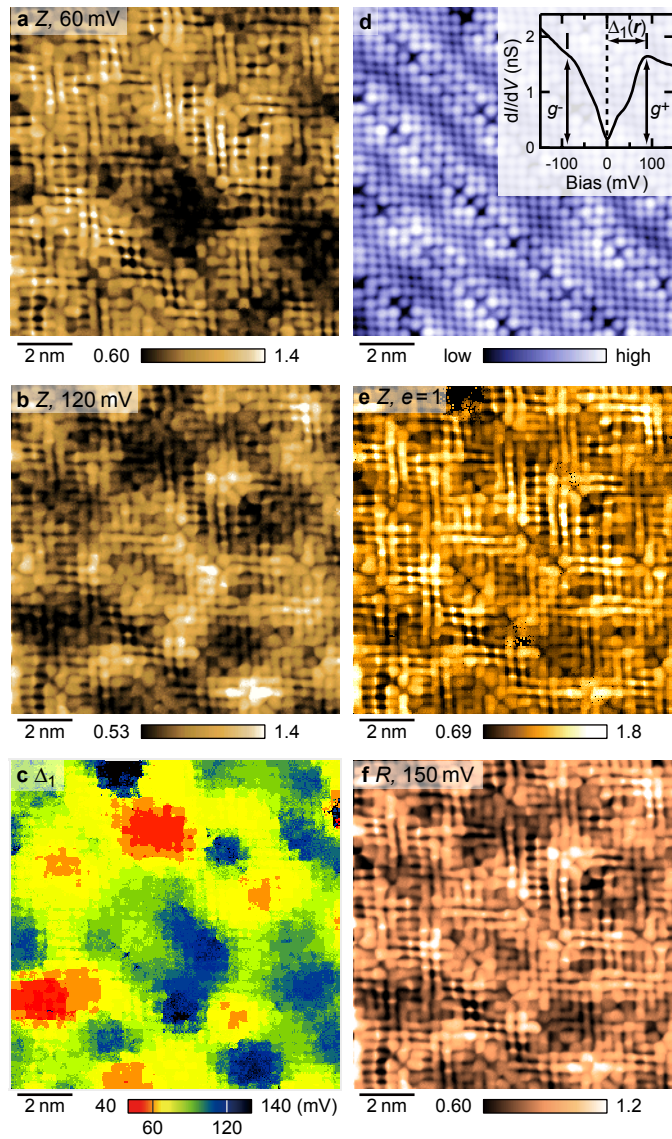 a Z, 60 mV
2 nm 0.60 1.4
d
Δ₁(r)
2
1
0
dI/dV (nS)
g-
g+
-100 0 100
Bias (mV)
2 nm low high
b Z, 120 mV
2 nm 0.53 1.4
e Z, e = 1
2 nm 0.69 1.8
c Δ₁
2 nm 40 140 (mV)
60 120
f R, 150 mV
2 nm 0.60 1.2